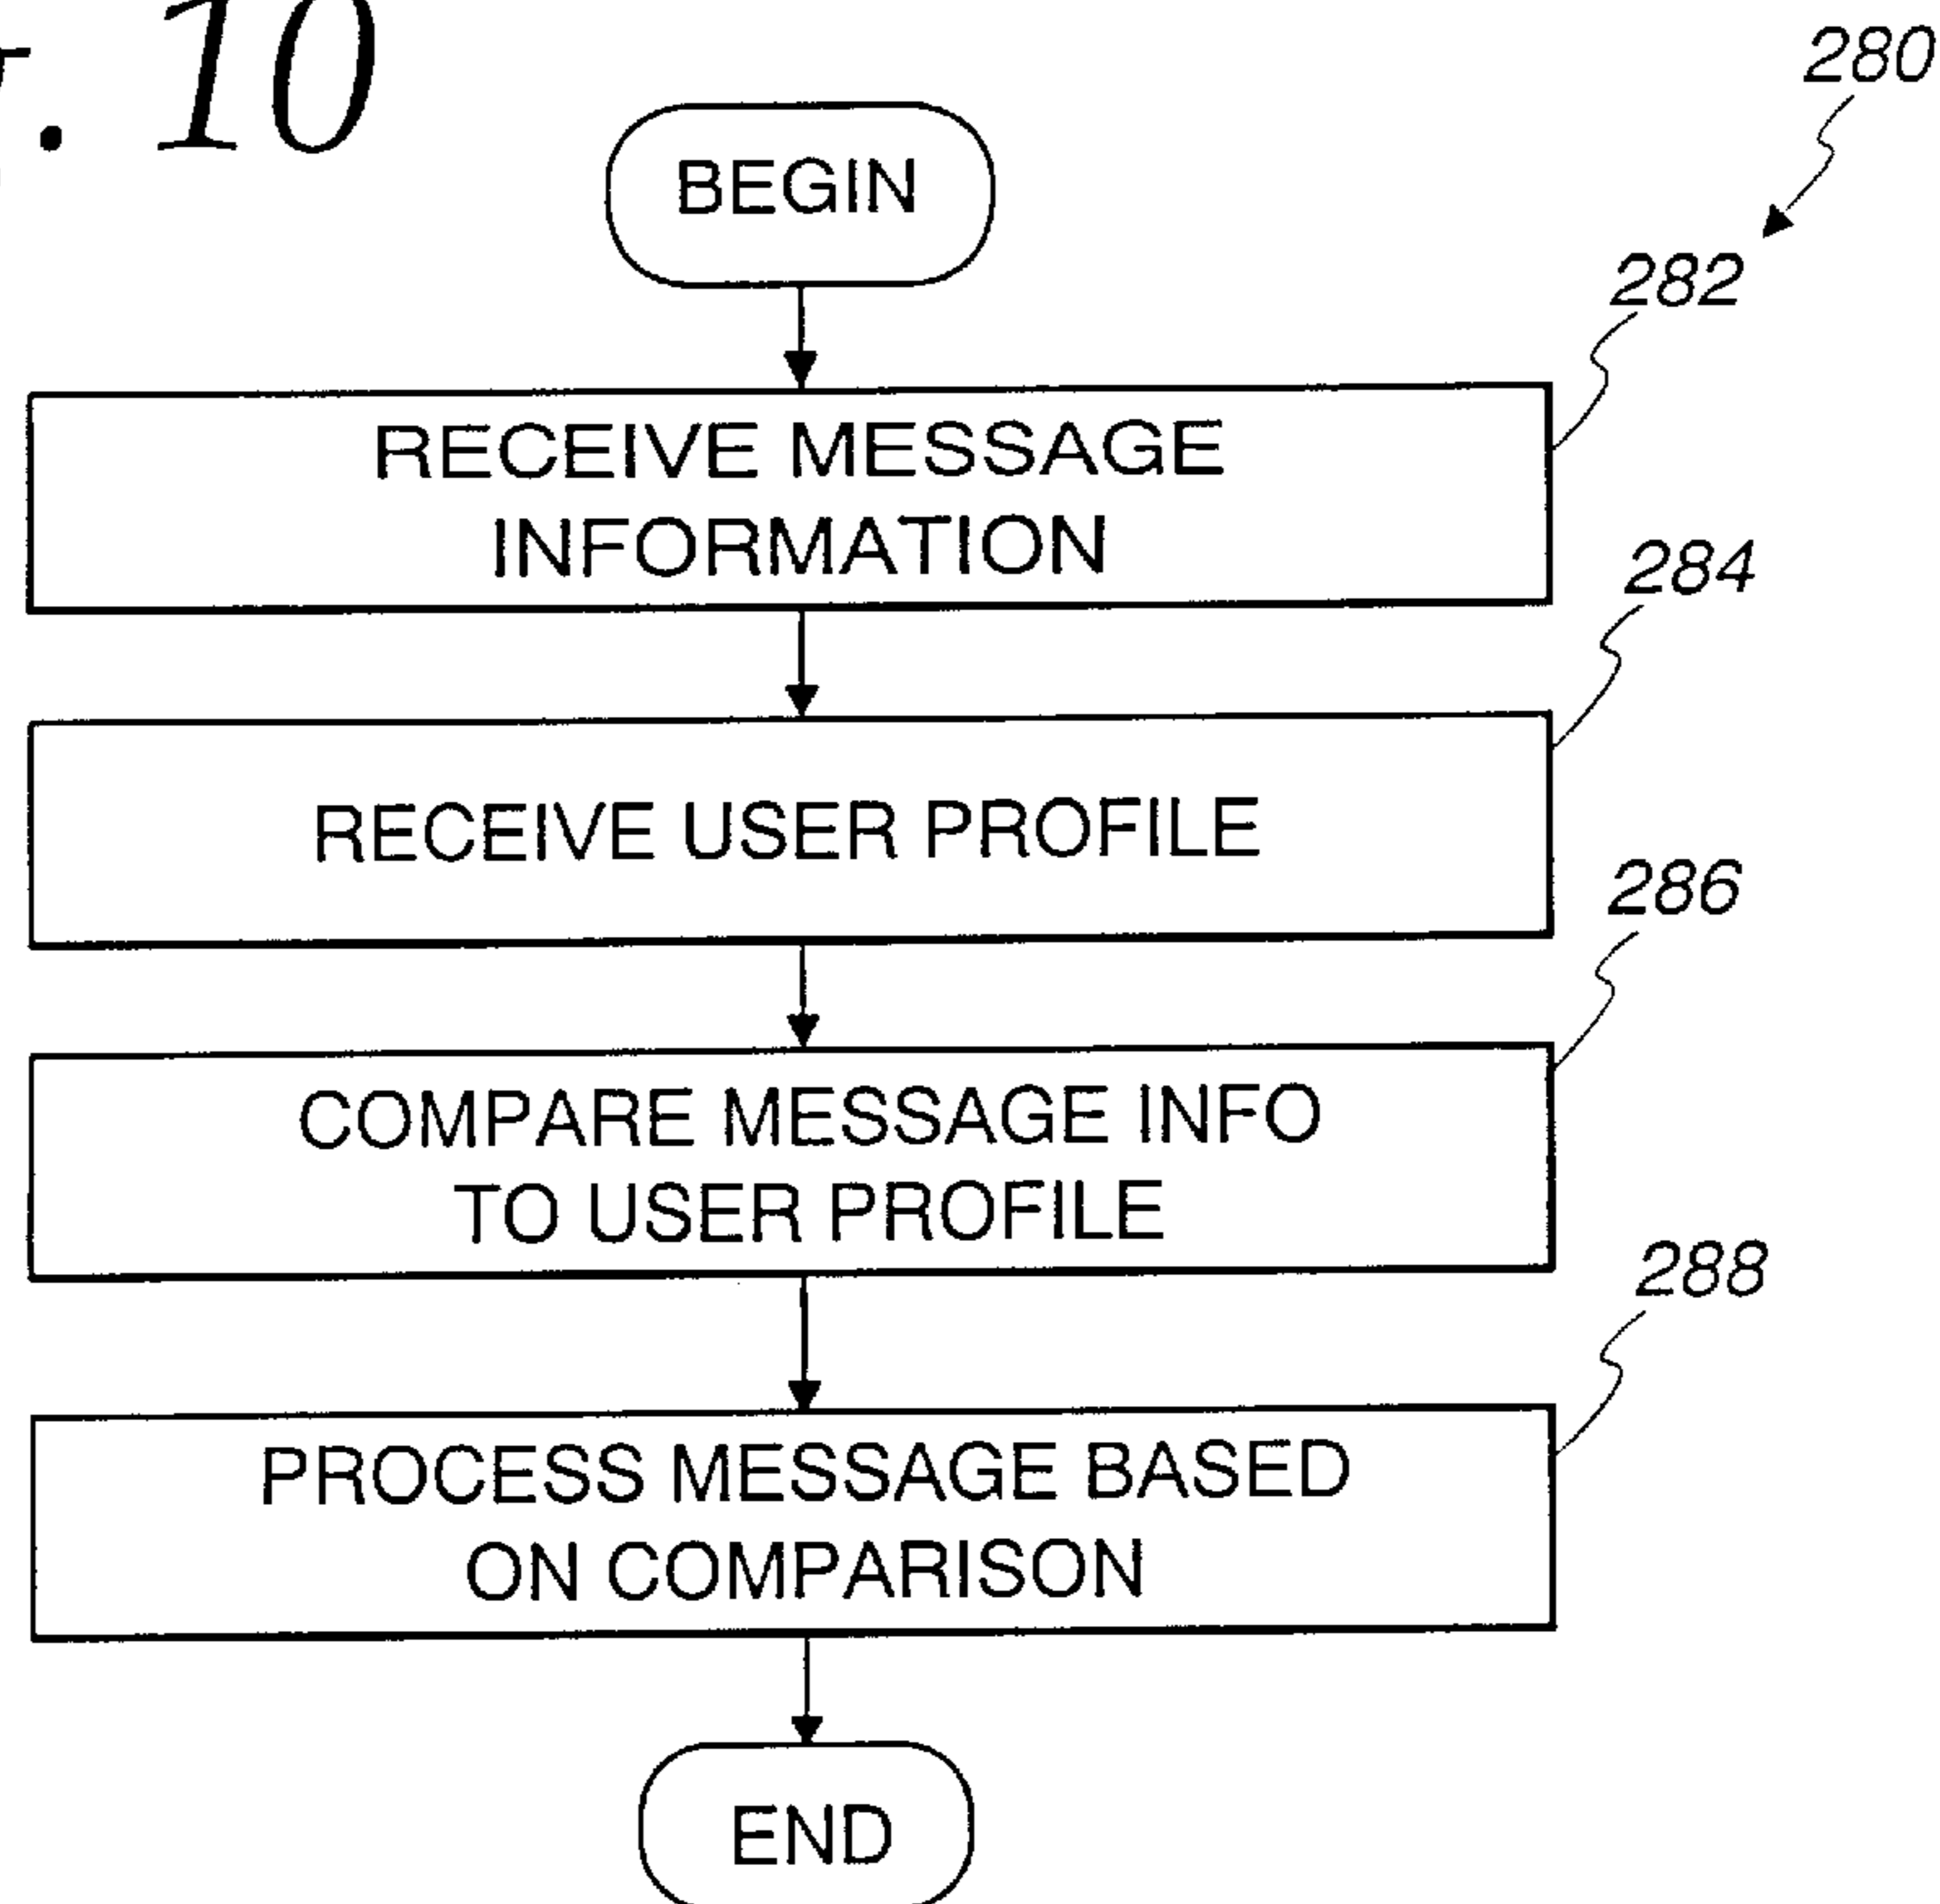 . 10
280
BEGIN
282
RECEIVE MESSAGE
INFORMATION
284
RECEIVE USER PROFILE
286
COMPARE MESSAGE INFO
TO USER PROFILE
288
PROCESS MESSAGE BASED
ON COMPARISON
END